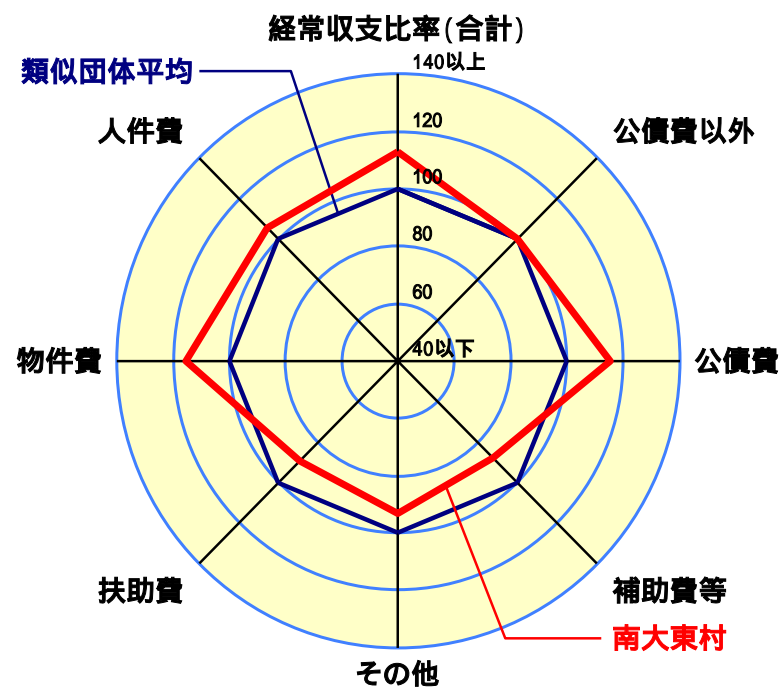 経常収支比率(合計)
類似団体平均
140以上
人件費
120
公債費以外
100
80
60
40以下
物件費
公債費
扶助費
補助費等
南大東村
その他